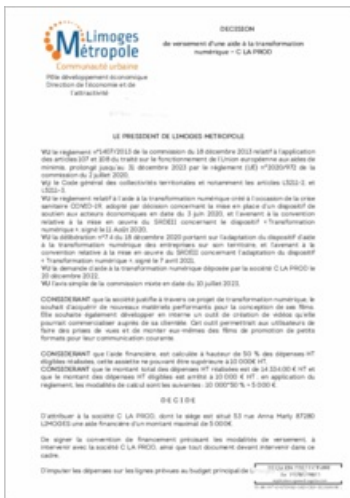 Limoges
Métropole
Communauté urbaine
Pôle développement économique
Direction de l'économie et de
l'attractivité
DECISION
de versement d'une aide à la transformation
numérique – C LA PROD
LE PRESIDENT DE LIMOGES METROPOLE
VU le règlement n°1407/2013 de la commission du 18 décembre 2013 relatif à l'application
des articles 107 et 108 du traité sur le fonctionnement de l'Union européenne aux aides de
minimis, prolongé jusqu'au 31 décembre 2023 par le règlement (UE) n°2020/972 de la
commission du 2 juillet 2020.
VU le Code général des collectivités territoriales et notamment les articles L5211-2, et
L5211-2.
VU le règlement relatif à l'aide à la transformation numérique créé à l'occasion de la crise
sanitaire COVID-19, adopté par décision concernant la mise en place d'un dispositif de
soutien aux acteurs économiques en date du 3 juin 2020, et l'avenant à la convention
relative à la mise en œuvre du SRDEII concernant le dispositif « Transformation
numérique » signé le 11 Août 2020.
VU la délibération n°7.4 du 18 décembre 2020 portant sur l'adaptation du dispositif d'aide
à la transformation numérique des entreprises sur son territoire, et l'avenant à la
convention relative à la mise en œuvre du SRDEII concernant l'adaptation du dispositif
« Transformation numérique » signé le 7 avril 2021.
VU la demande d'aide à la transformation numérique déposée par la société C LA PROD le
20 décembre 2022.
VU l'avis simple de la commission mixte en date du 10 juillet 2023.
CONSIDERANT que la société justifie à travers ce projet de transformation numérique, le
souhait d'acquérir de nouveaux matériels performants pour la conception de ses films.
Elle souhaite également développer en interne un outil de création de vidéos qu'elle
pourrait commercialiser auprès de sa clientèle. Cet outil permettrait aux utilisateurs de
faire des prises de vues et de monter eux-mêmes des films de promotion de petits
formats pour leur communication courante.
CONSIDERANT que l'aide financière, est calculée à hauteur de 50 % des dépenses HT
éligibles réalisées, cette assiette ne pouvant être supérieure à 10 000€ HT.
CONSIDERANT que le montant total des dépenses HT réalisées est de 14 334.00 € HT et
que le montant des dépenses HT éligibles est arrêté à 10 000 € HT : en application du
règlement, les modalités de calcul sont les suivantes : 10 000*50 % = 5 000 €
DECIDE
D'attribuer à la société C LA PROD, dont le siège est situé 53 rue Anna Marly 87280
LIMOGES une aide financière d'un montant maximal de 5 000€.
De signer la convention de financement précisant les modalités de versement, à
intervenir avec la société C LA PROD, ainsi que tout document devant intervenir dans ce
cadre.
D'imputer les dépenses sur les lignes prévues au budget principal de